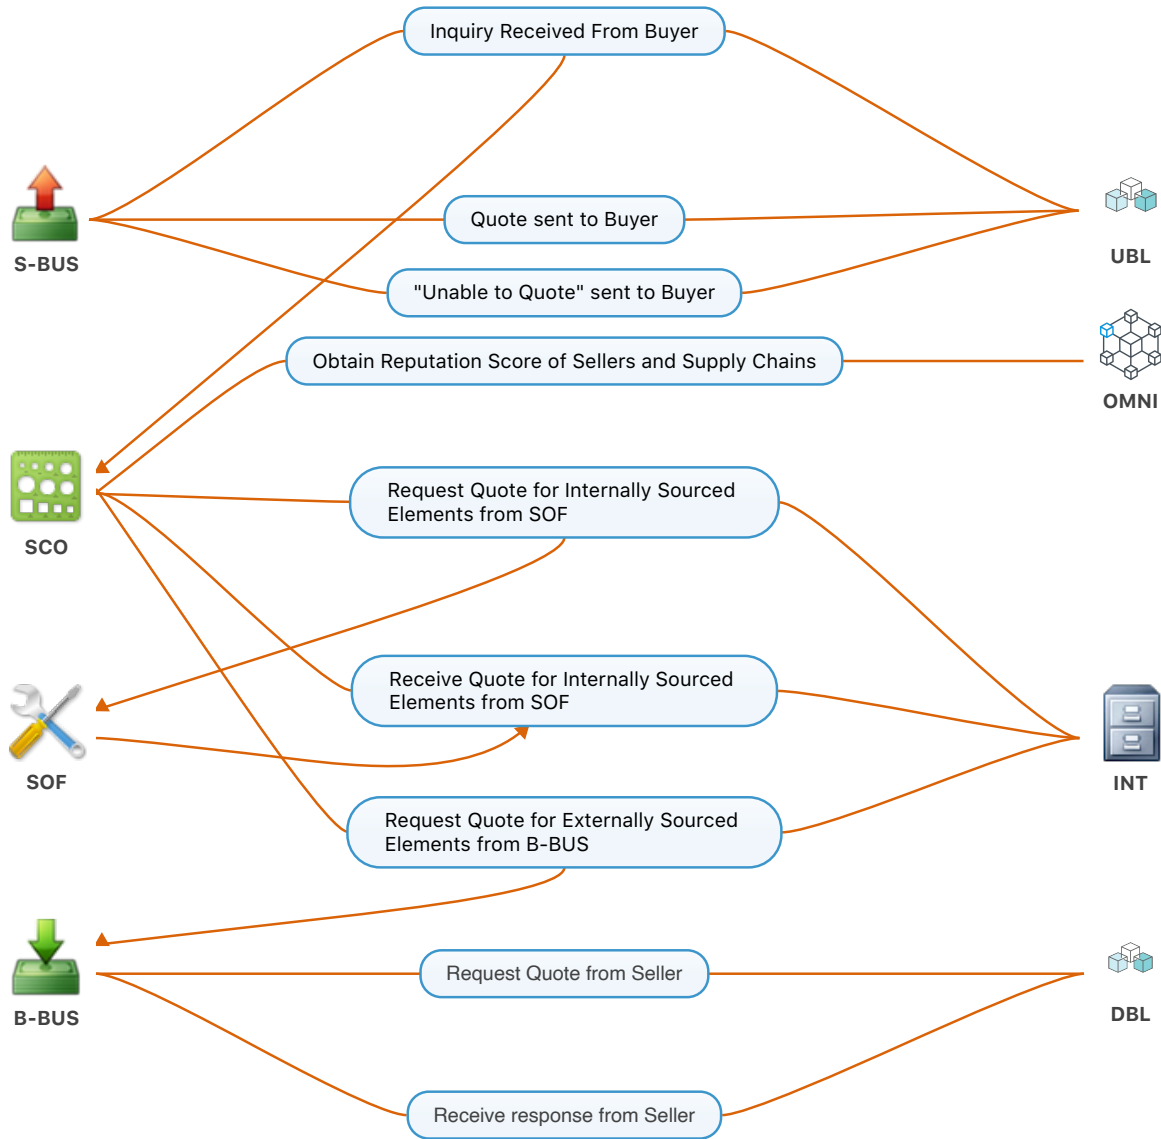 Inquiry Received From Buyer
Quote sent to Buyer
S-BUS
UBL
"Unable to Quote" sent to Buyer
Obtain Reputation Score of Sellers and Supply Chains
OMNI
Request Quote for Internally Sourced
Elements from SOF
SCO
Receive Quote for Internally Sourced
Elements from SOF
SOF
INT
Request Quote for Externally Sourced
Elements from B-BUS
Request Quote from Seller
B-BUS
DBL
Receive response from Seller